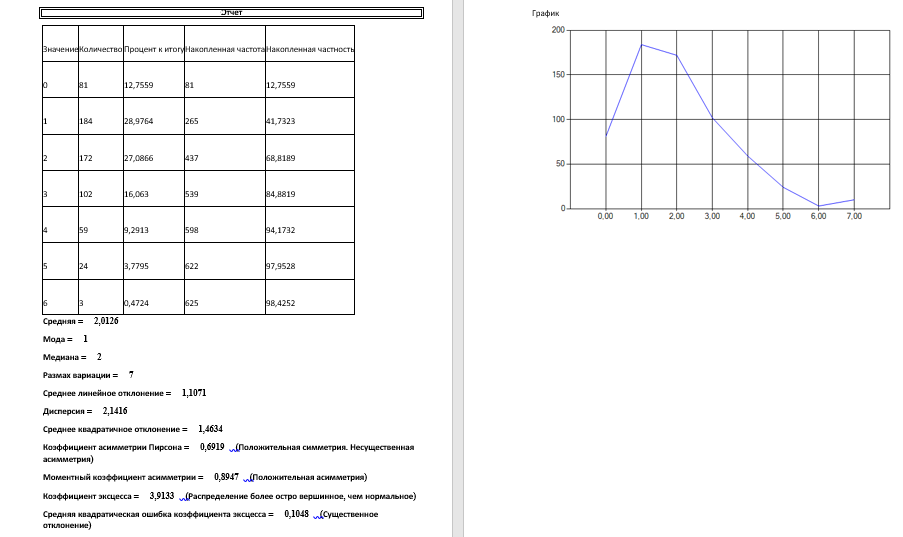 Отчет
Значение Количество Процент к итогу Накопленная частота Накопленная частность
0 81 12,7559 81 12,7559
1 184 28,9764 265 41,7323
2 172 27,0866 437 68,8189
3 102 16,063 539 84,8819
4 59 9,2913 598 94,1732
5 24 3,7795 622 97,9528
6 3 0,4724 625 98,4252
Средняя = 2,0126
Мода = 1
Медиана = 2
Размах вариации = 7
Среднее линейное отклонение = 1,1071
Дисперсия = 2,1416
Среднее квадратичное отклонение = 1,4634
Коэффициент асимметрии Пирсона = 0,6919 (Положительная симметрия. Несущественная
асимметрия)
Моментный коэффициент асимметрии = 0,8947 (Положительная асимметрия)
Коэффициент эксцесса = 3,9133 (Распределение более остро вершинное, чем нормальное)
Средняя квадратическая ошибка коэффициента эксцесса = 0,1048 (Существенное
отклонение)
График
200
150
100
50
0
0,00 1,00 2,00 3,00 4,00 5,00 6,00 7,00